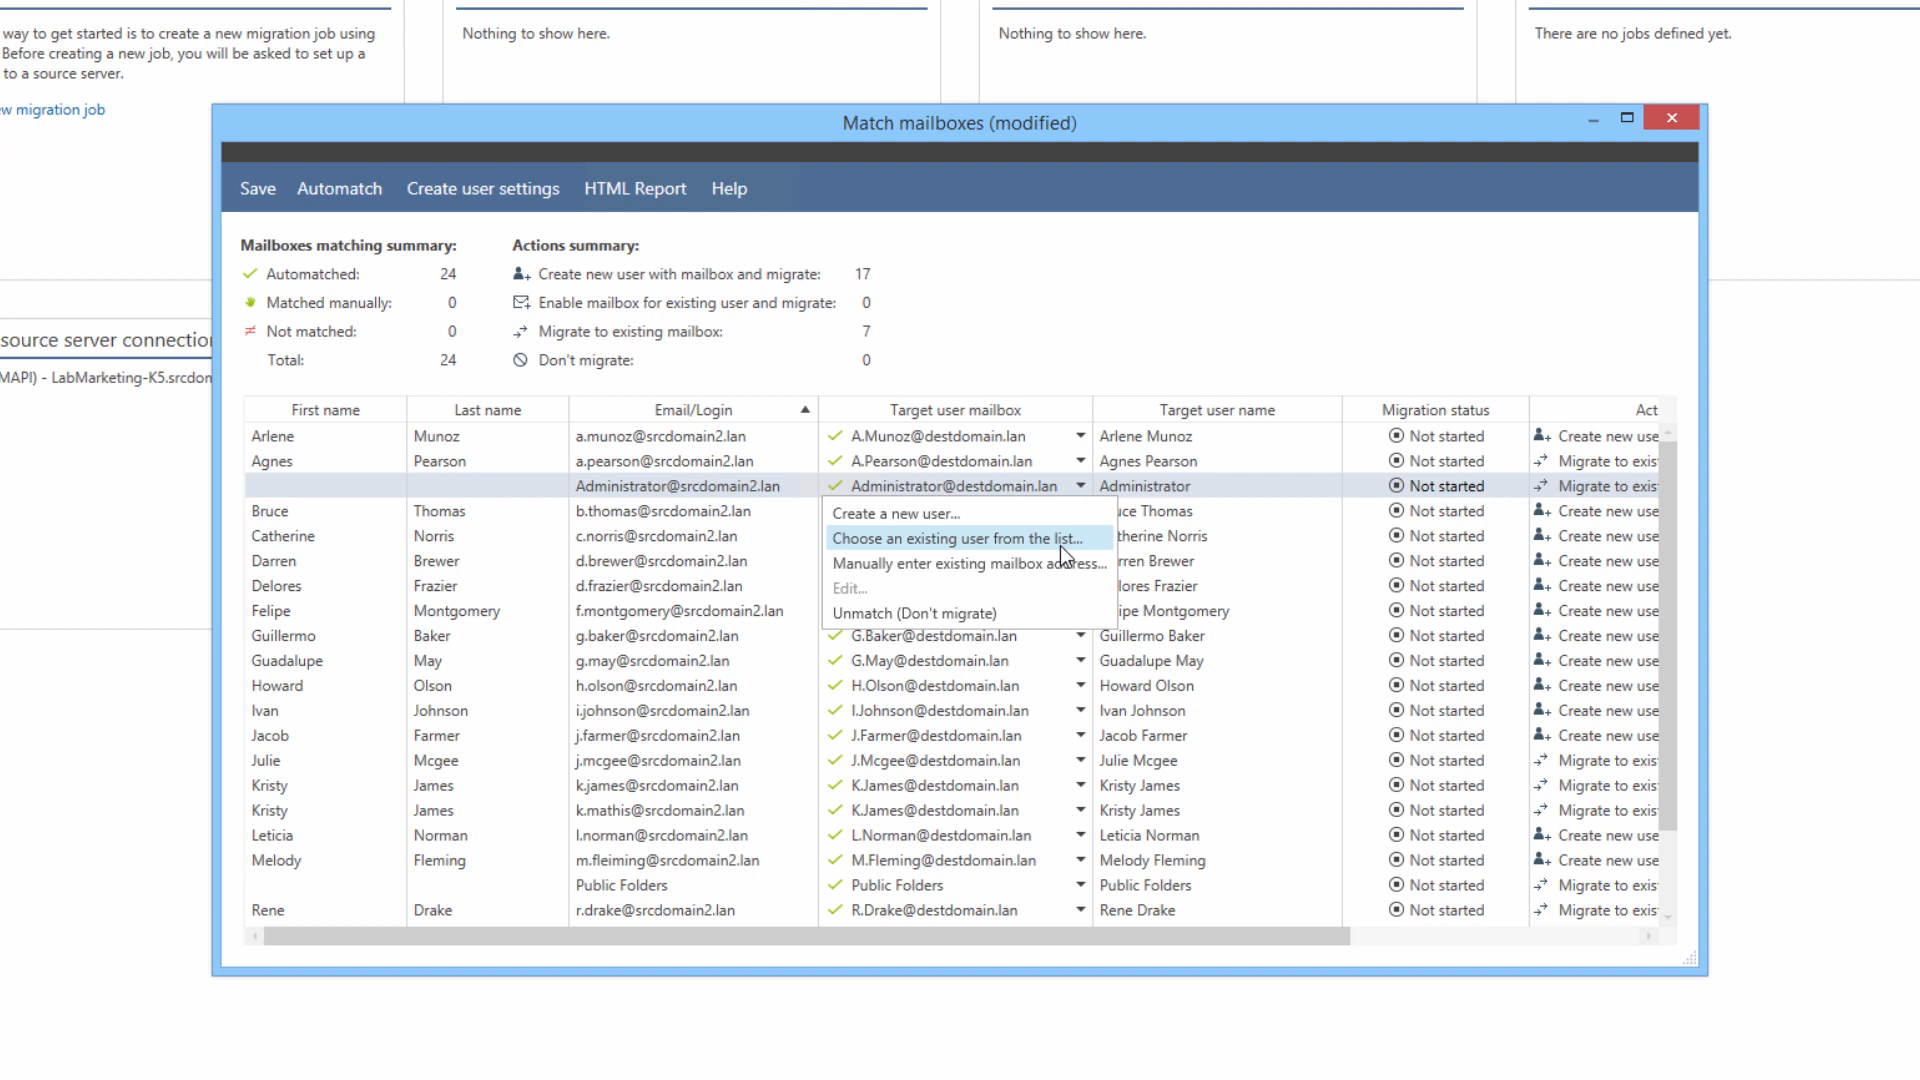 way to get started is to create a new migration job using
Before creating a new job, you will be asked to set up a
to a source server.
ew migration job
Nothing to show here.
Nothing to show here.
There are no jobs defined yet.
source server connection
MAPI) - LabMarketing-K5.srcdom
Match mailboxes (modified)
Save Automatch Create user settings HTML Report Help
Mailboxes matching summary: Actions summary:
Automatched: 24 Create new user with mailbox and migrate: 17
Matched manually: 0 Enable mailbox for existing user and migrate: 0
Not matched: 0 Migrate to existing mailbox: 7
Total: 24 Don't migrate: 0
First name Last name Email/Login Target user mailbox Target user name Migration status Act
Arlene Munoz a.munoz@srcdomain2.lan A.Munoz@destdomain.lan Arlene Munoz Not started Create new use
Agnes Pearson a.pearson@srcdomain2.lan A.Pearson@destdomain.lan Agnes Pearson Not started Migrate to exis
Administrator@srcdomain2.lan Administrator@destdomain.lan Administrator Not started Migrate to exis
Bruce Thomas b.thomas@srcdomain2.lan Create a new user... uce Thomas Not started Create new use
Catherine Norris c.norris@srcdomain2.lan Choose an existing user from the list... therine Norris Not started Create new use
Darren Brewer d.brewer@srcdomain2.lan Manually enter existing mailbox address... rren Brewer Not started Create new use
Delores Frazier d.frazier@srcdomain2.lan Edit... lores Frazier Not started Create new use
Felipe Montgomery f.montgomery@srcdomain2.lan Unmatch (Don't migrate) ipe Montgomery Not started Create new use
Guillermo Baker g.baker@srcdomain2.lan G.Baker@destdomain.lan Guillermo Baker Not started Create new use
Guadalupe May g.may@srcdomain2.lan G.May@destdomain.lan Guadalupe May Not started Create new use
Howard Olson h.olson@srcdomain2.lan H.Olson@destdomain.lan Howard Olson Not started Create new use
Ivan Johnson i.johnson@srcdomain2.lan I.Johnson@destdomain.lan Ivan Johnson Not started Create new use
Jacob Farmer j.farmer@srcdomain2.lan J.Farmer@destdomain.lan Jacob Farmer Not started Create new use
Julie Mcgee j.mcgee@srcdomain2.lan J.Mcgee@destdomain.lan Julie Mcgee Not started Migrate to exis
Kristy James k.james@srcdomain2.lan K.James@destdomain.lan Kristy James Not started Migrate to exis
Kristy James k.mathis@srcdomain2.lan K.James@destdomain.lan Kristy James Not started Migrate to exis
Leticia Norman l.norman@srcdomain2.lan L.Norman@destdomain.lan Leticia Norman Not started Create new use
Melody Fleming m.fleiming@srcdomain2.lan M.Fleming@destdomain.lan Melody Fleming Not started Create new use
Public Folders Public Folders Public Folders Not started Migrate to exis
Rene Drake r.drake@srcdomain2.lan R.Drake@destdomain.lan Rene Drake Not started Migrate to exis